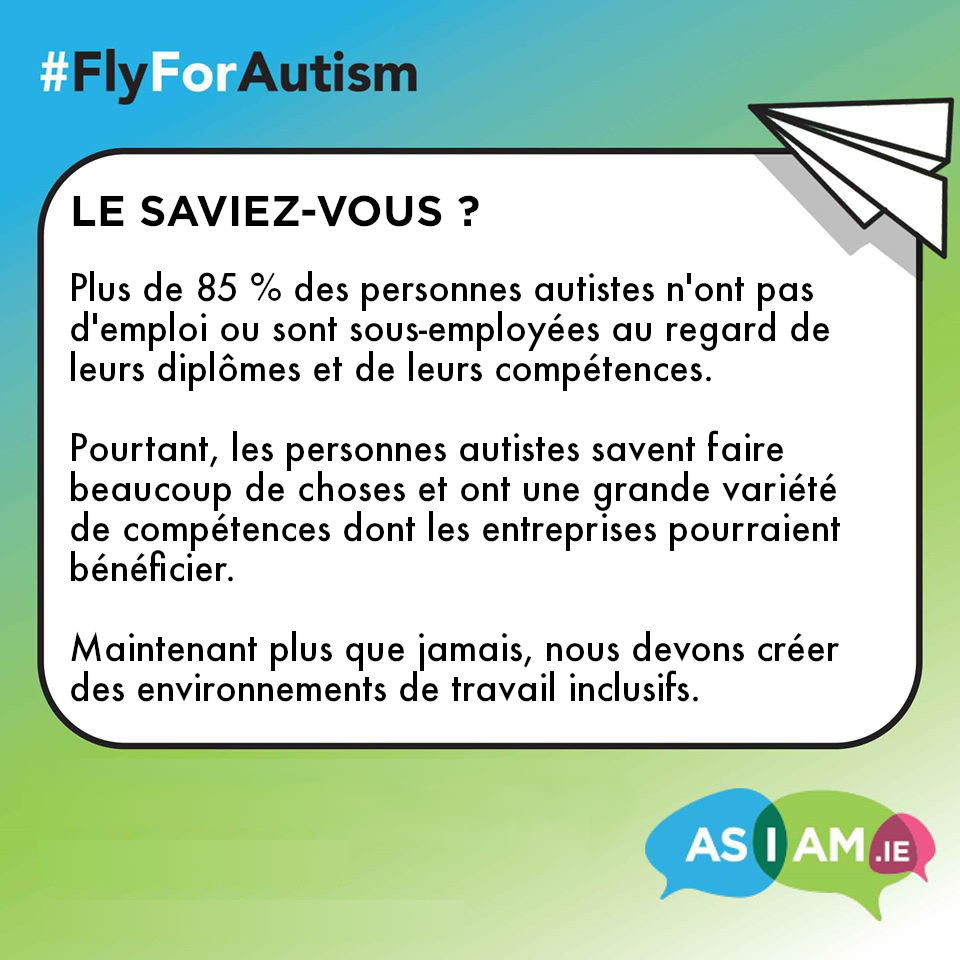 #FlyForAutism
LE SAVIEZ-VOUS ?
Plus de 85 % des personnes autistes n'ont pas
d'emploi ou sont sous-employées au regard de
leurs diplômes et de leurs compétences.
Pourtant, les personnes autistes savent faire
beaucoup de choses et ont une grande variété
de compétences dont les entreprises pourraient
bénéficier.
Maintenant plus que jamais, nous devons créer
des environnements de travail inclusifs.
AS I AM .IE